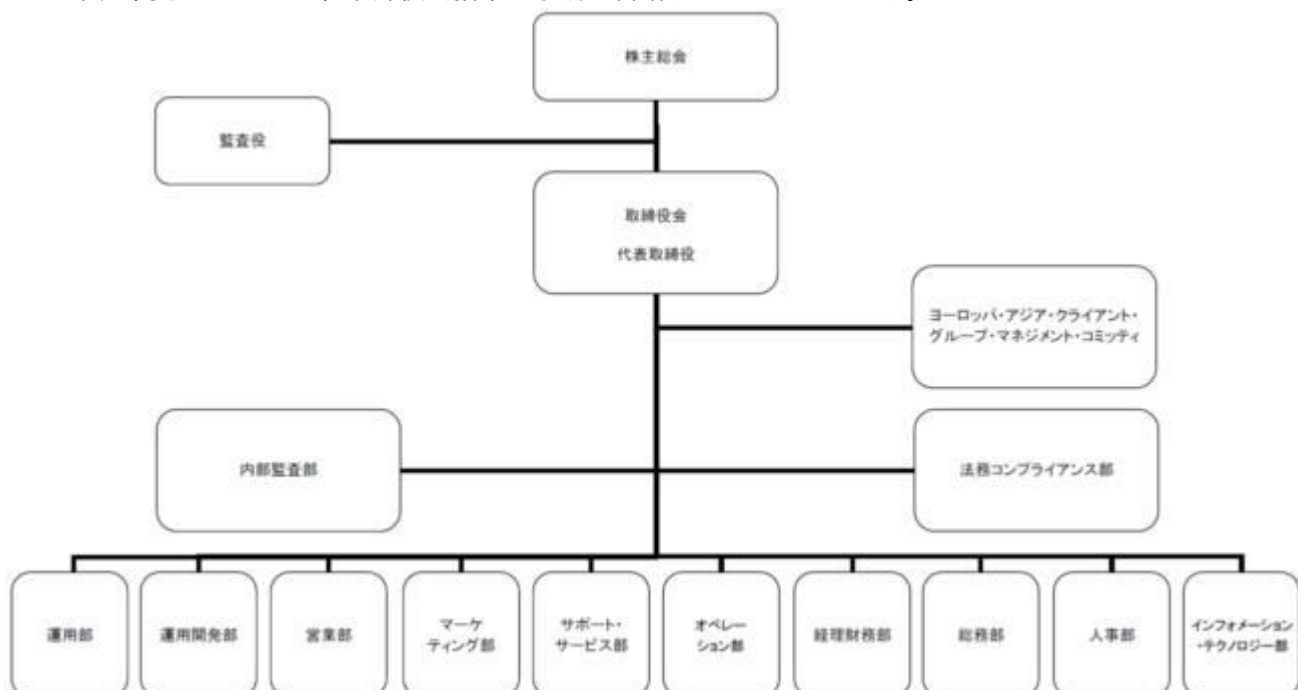 株主総会
監査役
取締役会
代表取締役
ヨーロッパ・アジア・クライアント・
グループ・マネジメント・コミッティ
内部監査部
法務コンプライアンス部
運用部
運用開発部
営業部
マーケ
ティング部
サポート・
サービス部
オペレー
ション部
経理財務部
総務部
人事部
インフォメーション
・テクノロジー部